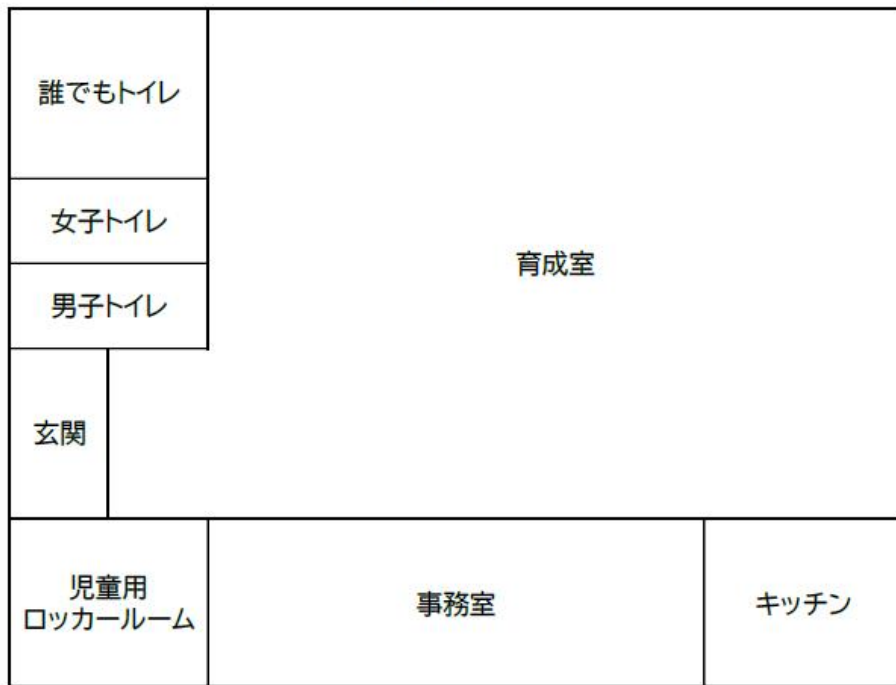 誰でもトイレ
女子トイレ
男子トイレ
育成室
玄関
児童用
ロッカールーム
事務室
キッチン